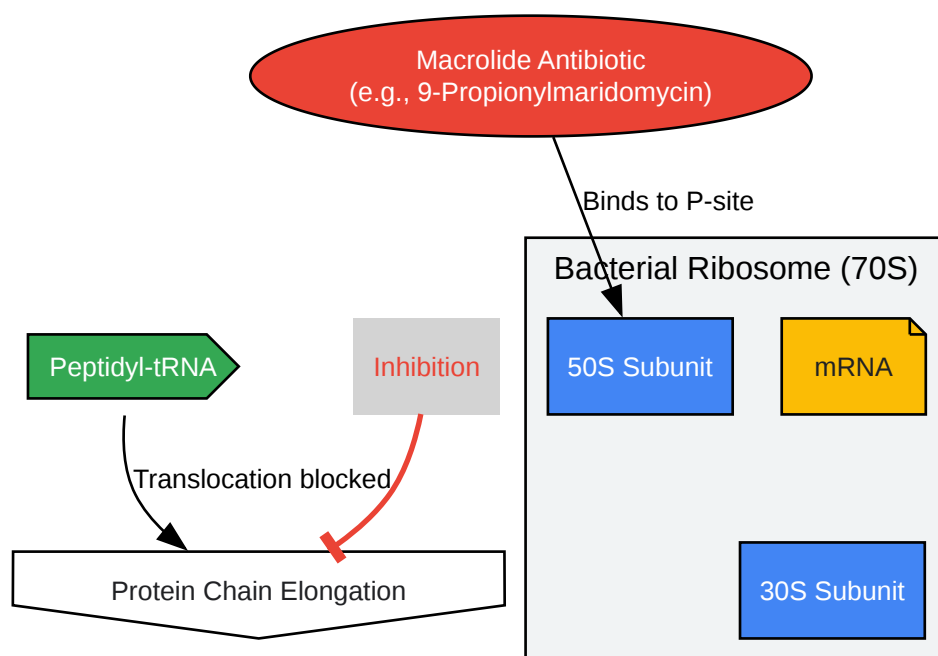 Macrolide Antibiotic
(e.g., 9-Propionylmaridomycin)
Binds to P-site
Bacterial Ribosome (70S)
Peptidyl-tRNA
Inhibition
50S Subunit
mRNA
Translocation blocked
Protein Chain Elongation
30S Subunit